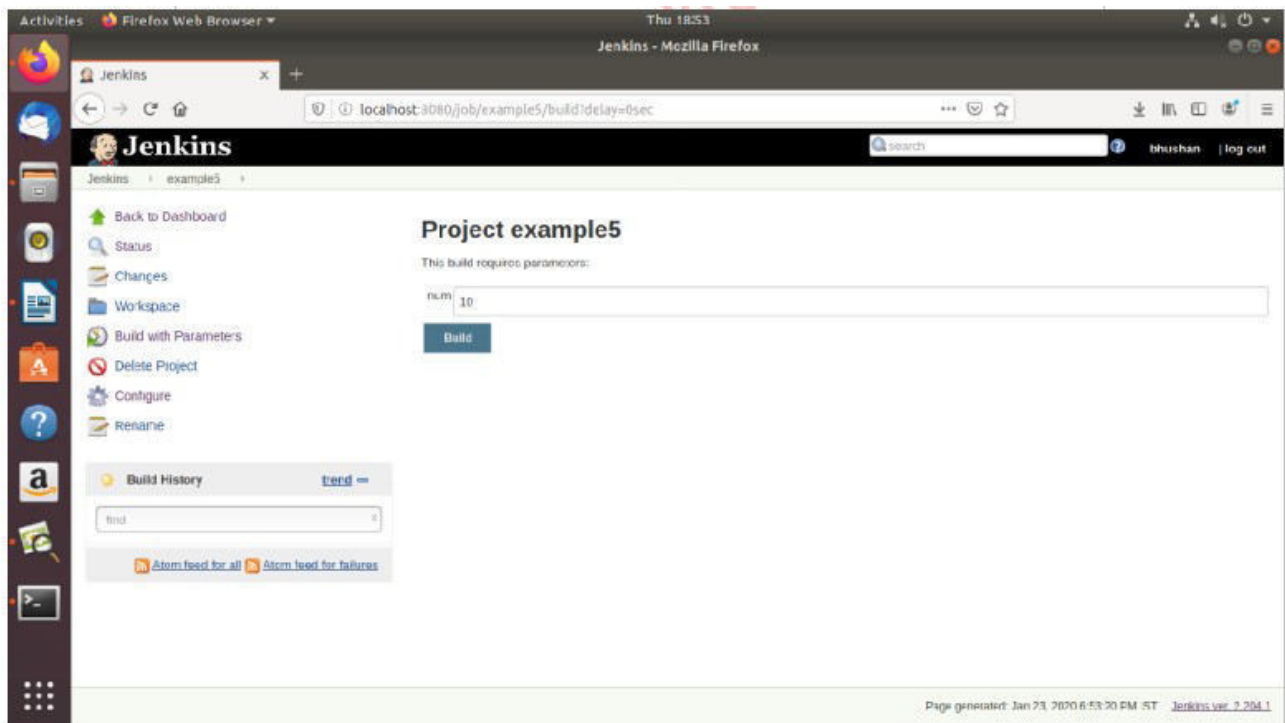 Activities Firefox Web Browser Thu 18:53
Jenkins - Mozilla Firefox
Jenkins x +
localhost:8080/job/example5/build?delay=0sec
Jenkins search bhushan | log out
Jenkins example5
Back to Dashboard
Status
Changes
Workspace
Build with Parameters
Delete Project
Configure
Rename
Build History trend
find x
Atom feed for all Atom feed for failures
Project example5
This build requires parameters:
num 10
Build
Page generated: Jan 23, 2020 6:53:20 PM IST Jenkins ver. 2.204.1